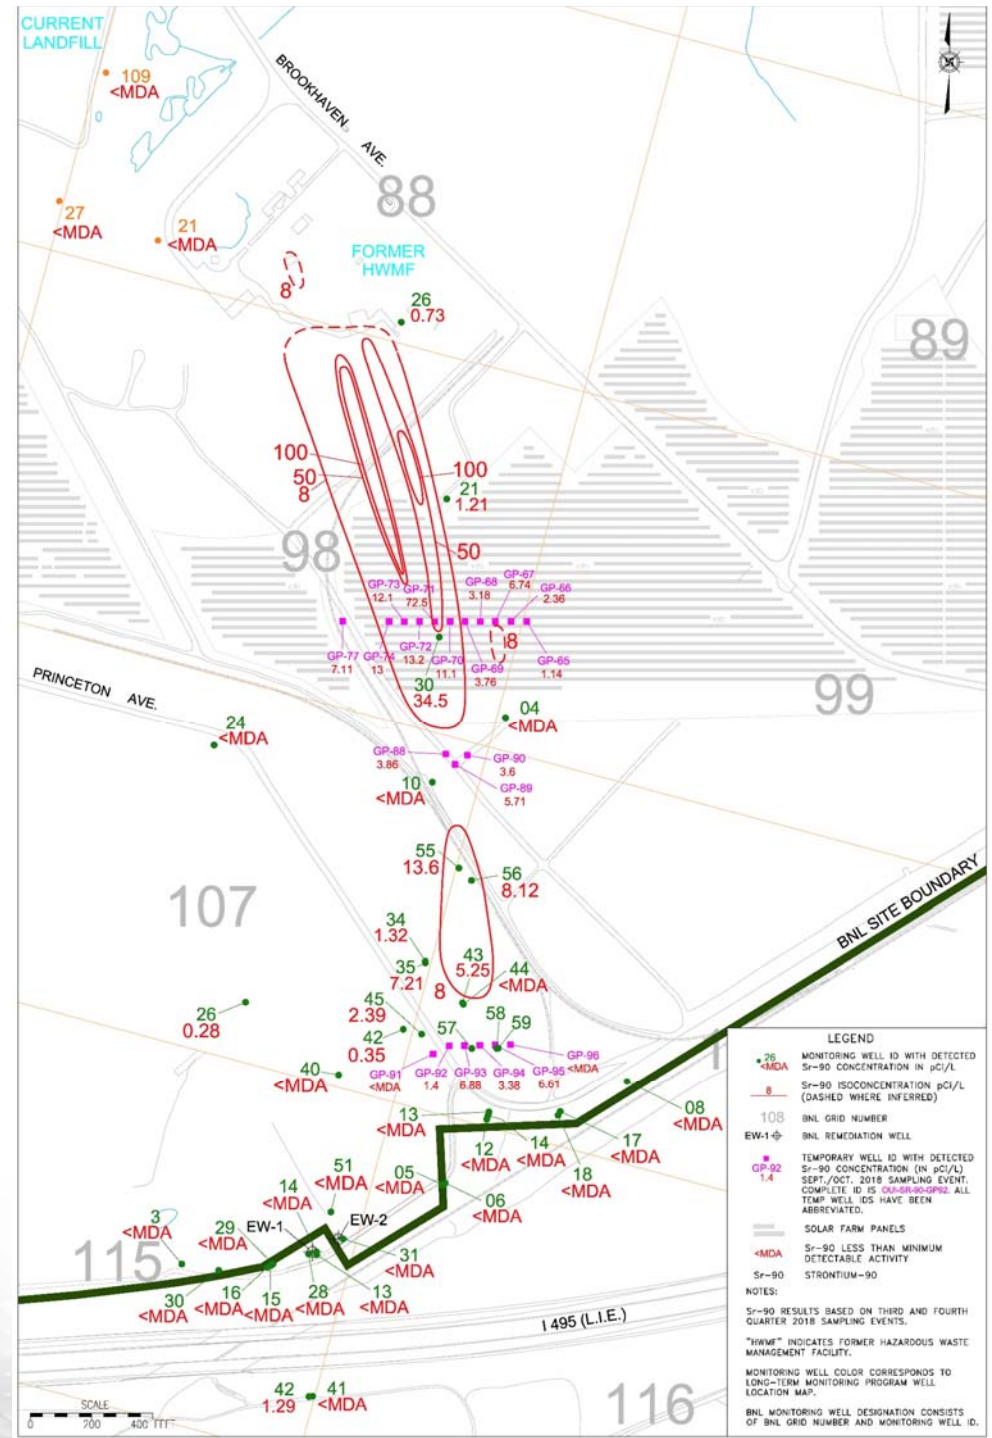 CURRENT
LANDFILL
109
<MDA
BROOKHAVEN AVE.
27
<MDA
21
<MDA
88
FORMER
HWMF
8
26
0.73
89
100
50
8
100
21
1.21
50
98
GP-73
12.1
GP-71
72.5
GP-68
3.18
GP-67
6.74
GP-66
2.36
8
GP-77
7.11
GP-74
13
GP-72
13.2
GP-70
11.1
GP-69
3.76
GP-65
1.14
30
34.5
PRINCETON AVE.
99
04
<MDA
24
<MDA
GP-88
3.86
GP-90
3.6
GP-89
5.71
10
<MDA
55
13.6
56
8.12
107
BNL SITE BOUNDARY
34
1.32
35
7.21
43
5.25
44
<MDA
8
26
0.28
45
2.39
42
0.35
57
58
59
40
<MDA
GP-91
<MDA
GP-92
1.4
GP-93
6.88
GP-94
3.38
GP-95
6.61
GP-96
<MDA
13
<MDA
12
<MDA
14
<MDA
17
<MDA
18
<MDA
08
<MDA
05
<MDA
06
<MDA
51
<MDA
14
<MDA
EW-1
EW-2
3
<MDA
29
<MDA
115
30
<MDA
16
<MDA
15
<MDA
28
<MDA
13
<MDA
31
<MDA
I 495 (L.I.E.)
42
1.29
41
<MDA
116
SCALE
0 200 400 FEET
LEGEND
26
<MDA
MONITORING WELL ID WITH DETECTED
Sr-90 CONCENTRATION IN pCi/L
8
Sr-90 ISOCONCENTRATION pCi/L
(DASHED WHERE INFERRED)
108
BNL GRID NUMBER
EW-1
BNL REMEDIATION WELL
GP-92
1.4
TEMPORARY WELL ID WITH DETECTED
Sr-90 CONCENTRATION (IN pCi/L)
SEPT./OCT. 2018 SAMPLING EVENT.
COMPLETE ID IS OUI-SR-90-GP92. ALL
TEMP WELL IDS HAVE BEEN
ABBREVIATED.
SOLAR FARM PANELS
<MDA
Sr-90 LESS THAN MINIMUM
DETECTABLE ACTIVITY
Sr-90
STRONTIUM-90
NOTES:
Sr-90 RESULTS BASED ON THIRD AND FOURTH
QUARTER 2018 SAMPLING EVENTS.
"HWMF" INDICATES FORMER HAZARDOUS WASTE
MANAGEMENT FACILITY.
MONITORING WELL COLOR CORRESPONDS TO
LONG-TERM MONITORING PROGRAM WELL
LOCATION MAP.
BNL MONITORING WELL DESIGNATION CONSISTS
OF BNL GRID NUMBER AND MONITORING WELL ID.